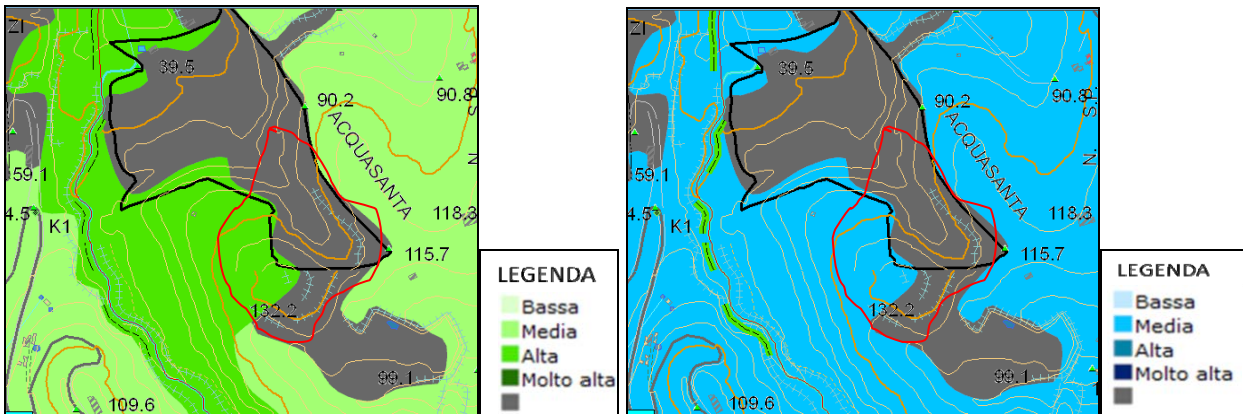 ZI
39.5
90.2
90.8
S.P.
N.
ACQUASANTA
59.1
4.5
K1
118.3
115.7
132.2
99.1
109.6
LEGENDA
Bassa
Media
Alta
Molto alta
ZI
39.5
90.2
90.8
S.P.
N.
ACQUASANTA
59.1
4.5
K1
118.3
115.7
132.2
99.1
109.6
LEGENDA
Bassa
Media
Alta
Molto alta